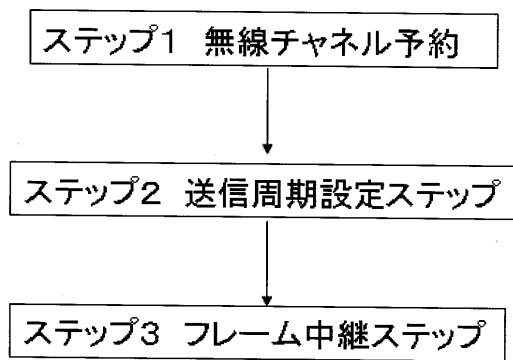 ステップ1 無線チャネル予約
ステップ2 送信周期設定ステップ
ステップ3 フレーム中継ステップ